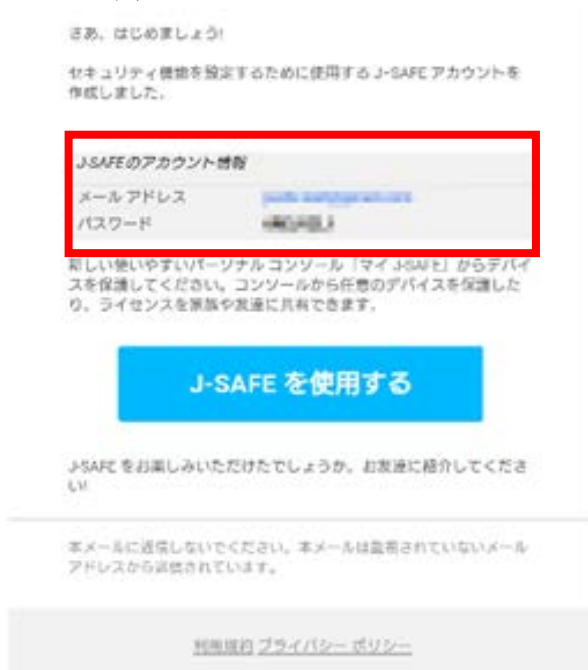 さあ、はじめましょう!
セキュリティ機能を設定するために使用する J-SAFE アカウントを
作成しました。
J-SAFEのアカウント情報
メール アドレス
パスワード
新しい使いやすいパーソナル コンソール「マイ J-SAFE」からデバイ
スを保護してください。コンソールから任意のデバイスを保護した
り、ライセンスを家族や友達に共有できます。
J-SAFE を使用する
J-SAFE をお楽しみいただけたでしょうか。お友達に紹介してくださ
い!
本メールに返信しないでください。本メールは監視されていないメール
アドレスから送信されています。
利用規約 プライバシー ポリシー